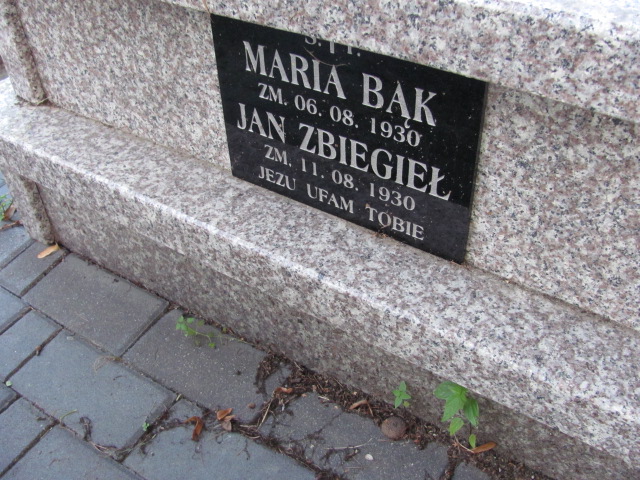 MARIA BĄK
ZM. 06. 08. 1930
JAN ZBIEGIEŁ
ZM. 11. 08. 1930
JEZU UFAM TOBIE